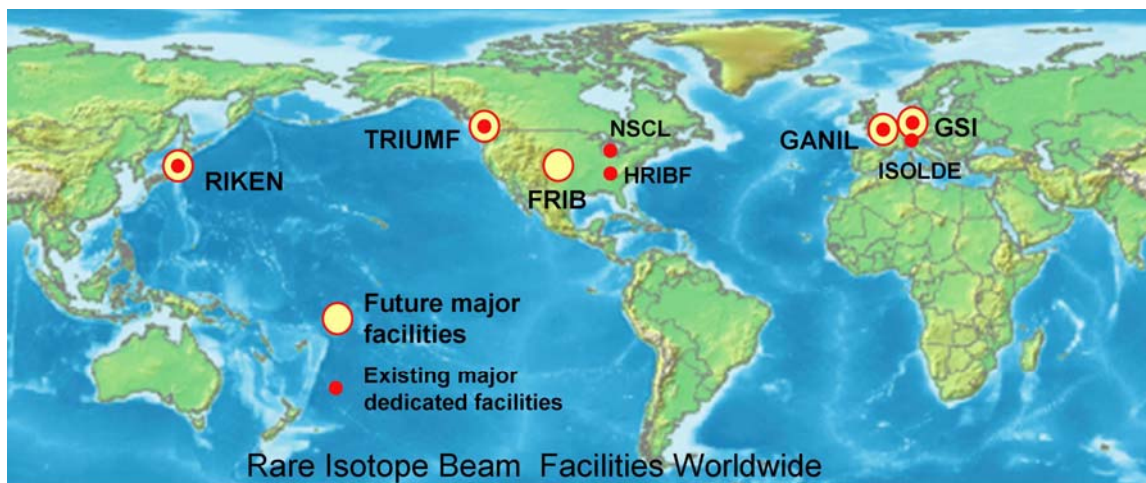 NSCL
TRIUMF
GANIL
GSI
ISOLDE
RIKEN
FRIB
HRIBF
Future major
facilities
Existing major
dedicated facilities
Rare Isotope Beam Facilities Worldwide